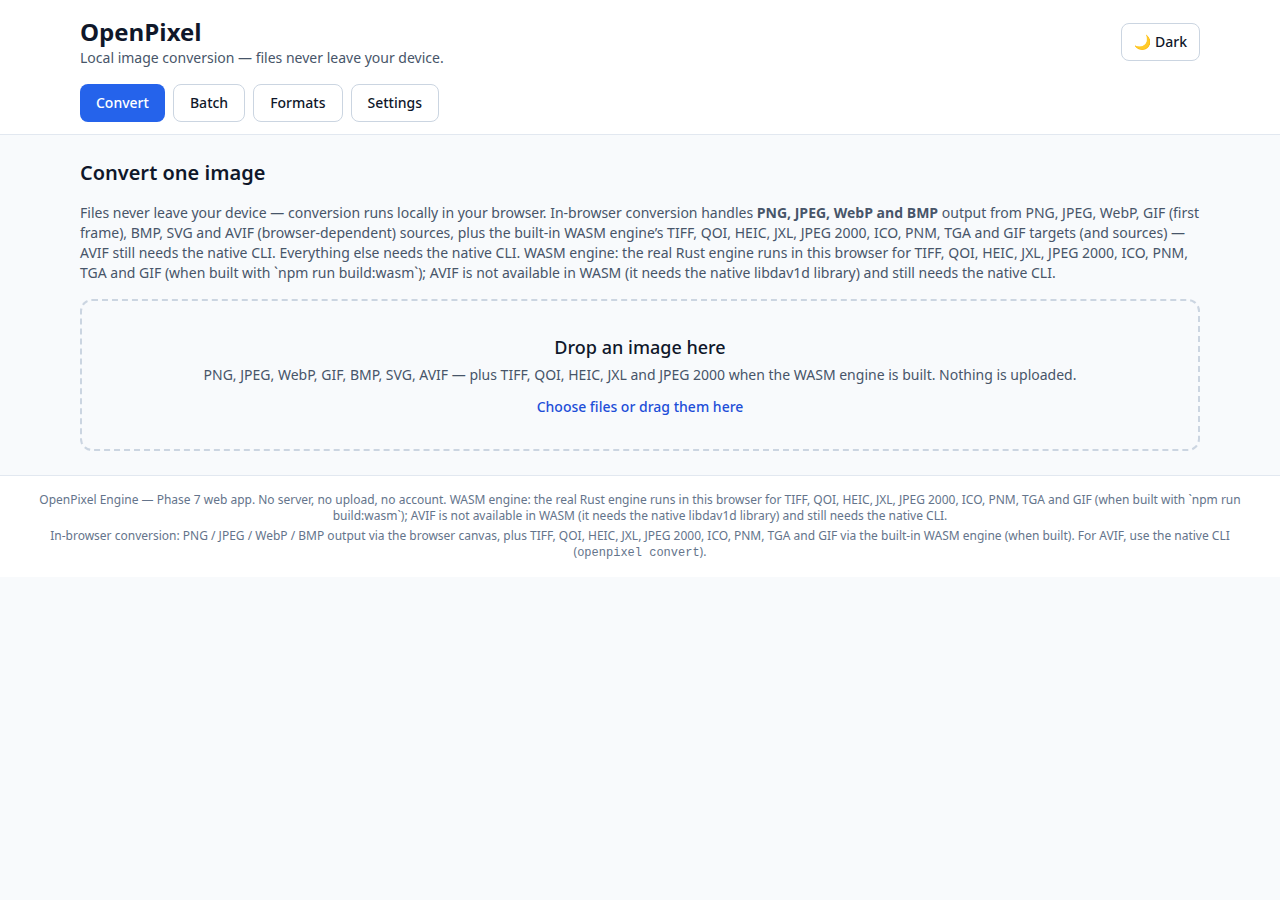 OpenPixel
Local image conversion — files never leave your device.
🌙 Dark
Convert
Batch
Formats
Settings
Convert one image
Files never leave your device — conversion runs locally in your browser. In-browser conversion handles PNG, JPEG, WebP and BMP output from PNG, JPEG, WebP, GIF (first
frame), BMP, SVG and AVIF (browser-dependent) sources, plus the built-in WASM engine’s TIFF, QOI, HEIC, JXL, JPEG 2000, ICO, PNM, TGA and GIF targets (and sources) —
AVIF still needs the native CLI. Everything else needs the native CLI. WASM engine: the real Rust engine runs in this browser for TIFF, QOI, HEIC, JXL, JPEG 2000, ICO, PNM,
TGA and GIF (when built with `npm run build:wasm`); AVIF is not available in WASM (it needs the native libdav1d library) and still needs the native CLI.
Drop an image here
PNG, JPEG, WebP, GIF, BMP, SVG, AVIF — plus TIFF, QOI, HEIC, JXL and JPEG 2000 when the WASM engine is built. Nothing is uploaded.
Choose files or drag them here
OpenPixel Engine — Phase 7 web app. No server, no upload, no account. WASM engine: the real Rust engine runs in this browser for TIFF, QOI, HEIC, JXL, JPEG 2000, ICO, PNM, TGA and GIF (when built with `npm run
build:wasm`); AVIF is not available in WASM (it needs the native libdav1d library) and still needs the native CLI.
In-browser conversion: PNG / JPEG / WebP / BMP output via the browser canvas, plus TIFF, QOI, HEIC, JXL, JPEG 2000, ICO, PNM, TGA and GIF via the built-in WASM engine (when built). For AVIF, use the native CLI
(openpixel convert).